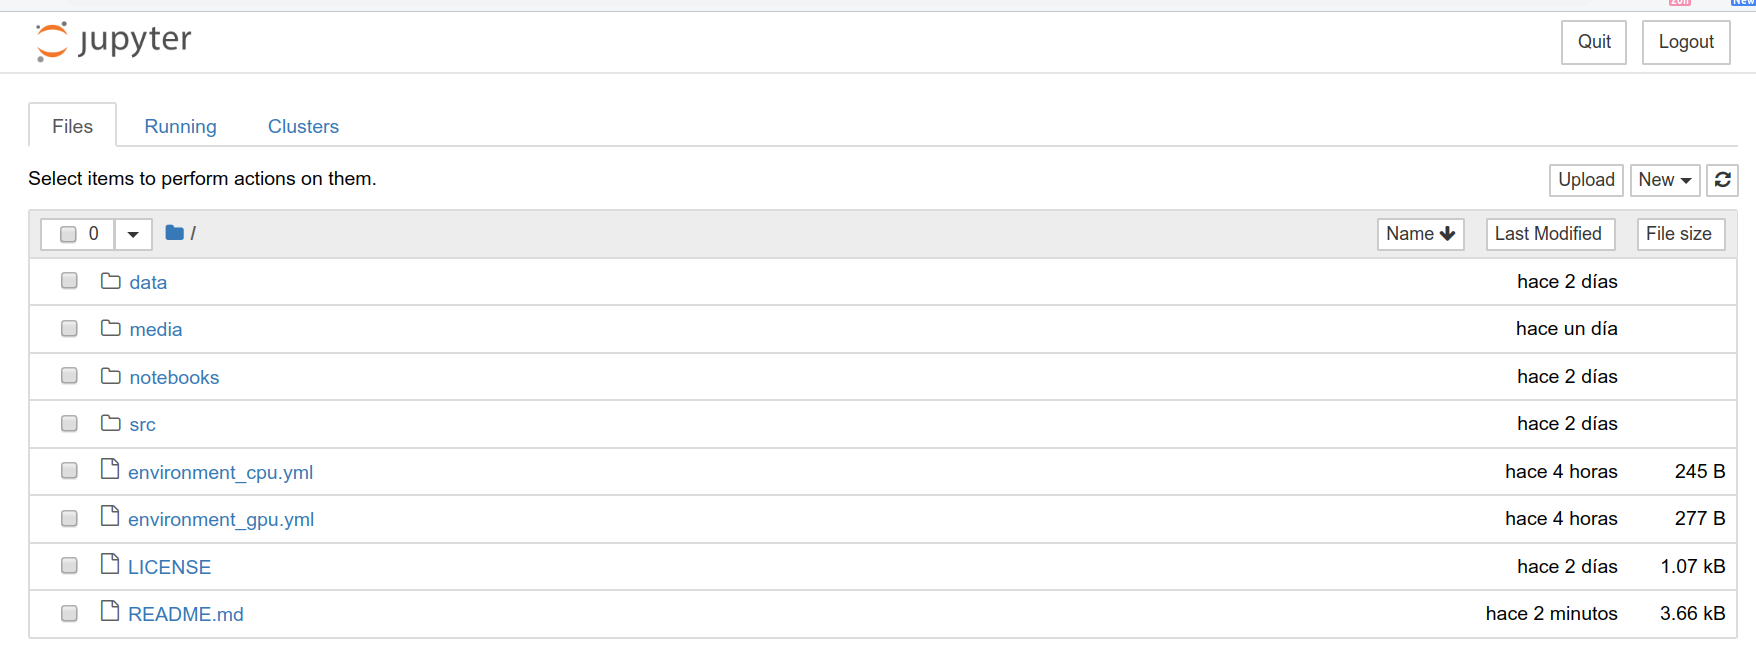 jupyter
Quit Logout
Files Running Clusters
Select items to perform actions on them.
Upload New
0 /
Name Last Modified File size
data hace 2 días
media hace un día
notebooks hace 2 días
src hace 2 días
environment_cpu.yml hace 4 horas 245 B
environment_gpu.yml hace 4 horas 277 B
LICENSE hace 2 días 1.07 kB
README.md hace 2 minutos 3.66 kB